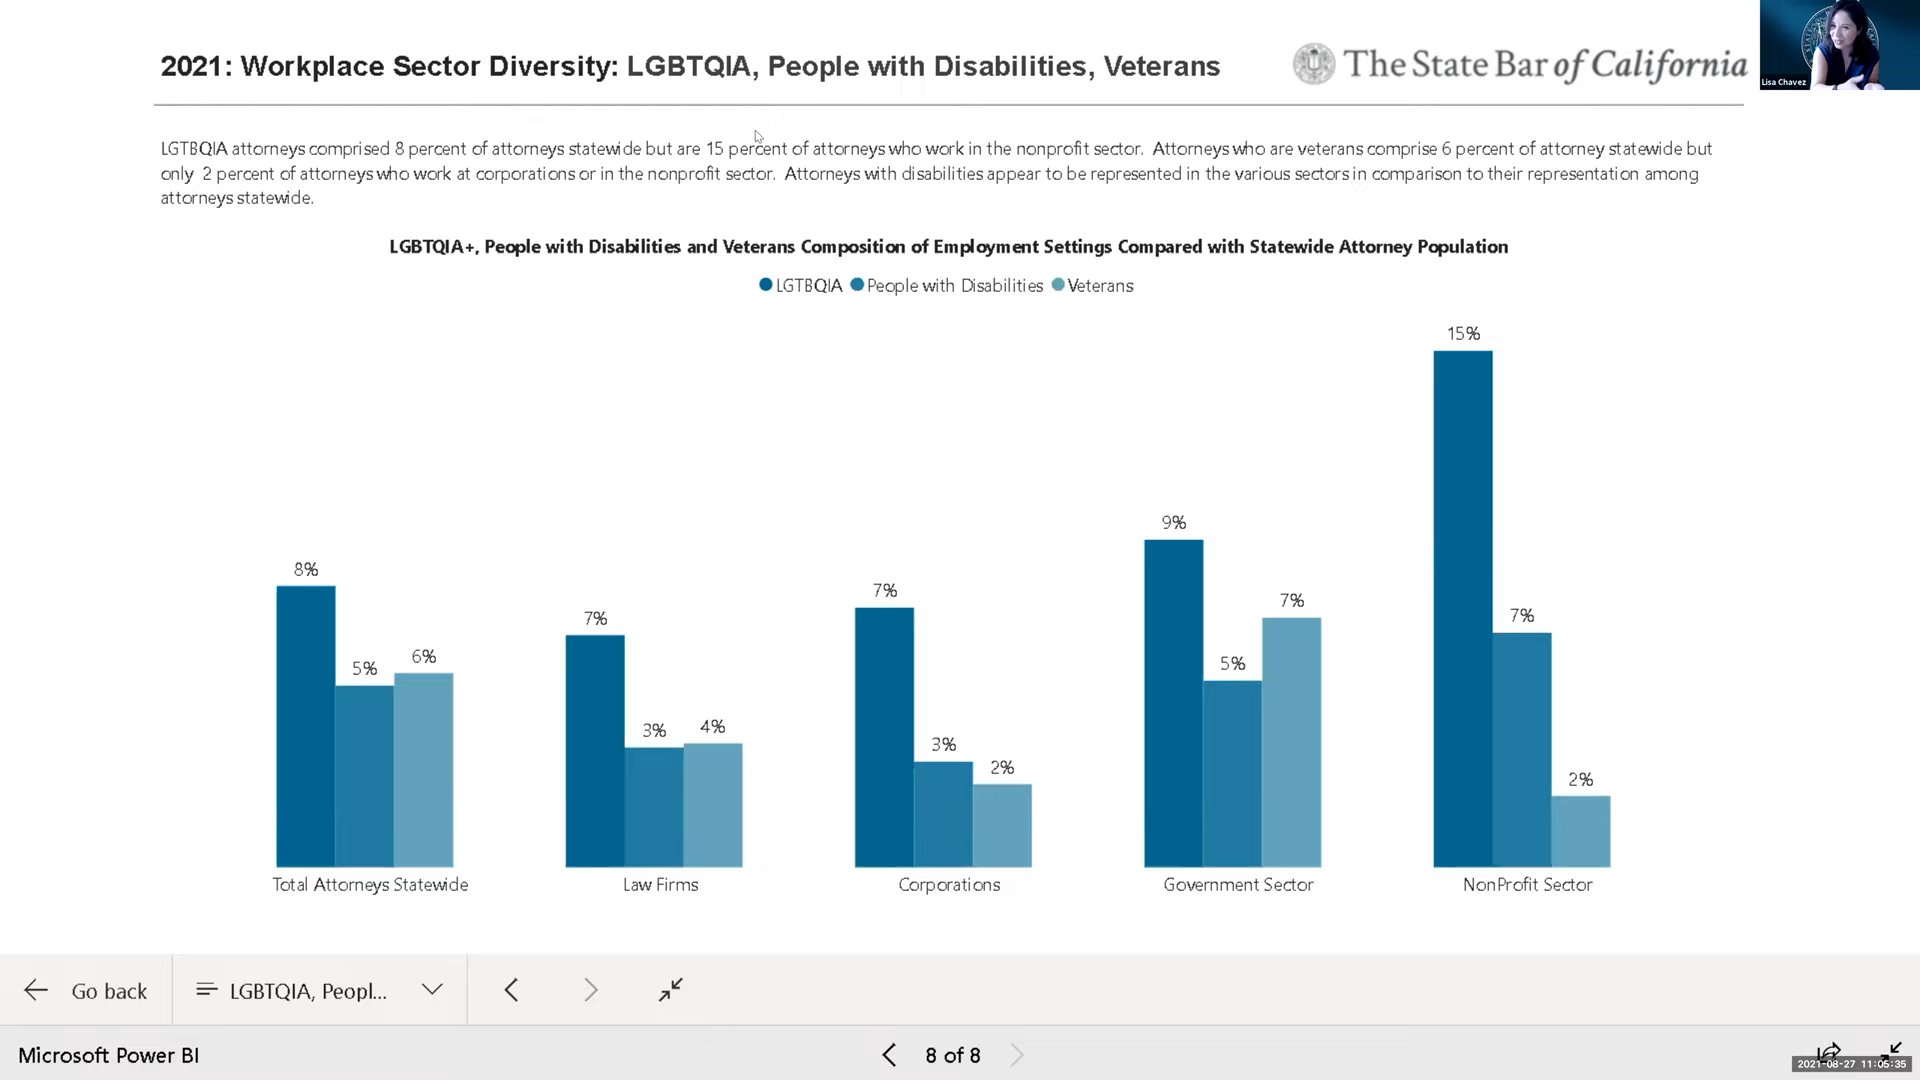 2021: Workplace Sector Diversity: LGBTQIA, People with Disabilities, Veterans
The State Bar of California
Lisa Chavez
LGTBQIA attorneys comprised 8 percent of attorneys statewide but are 15 percent of attorneys who work in the nonprofit sector. Attorneys who are veterans comprise 6 percent of attorney statewide but
only 2 percent of attorneys who work at corporations or in the nonprofit sector. Attorneys with disabilities appear to be represented in the various sectors in comparison to their representation among
attorneys statewide.
LGBTQIA+, People with Disabilities and Veterans Composition of Employment Settings Compared with Statewide Attorney Population
LGTBQIA People with Disabilities Veterans
8% 5% 6%
7% 3% 4%
7% 3% 2%
9% 5% 7%
15% 7% 2%
Total Attorneys Statewide Law Firms Corporations Government Sector NonProfit Sector
Go back LGBTQIA, Peopl...
Microsoft Power BI 8 of 8
2021-08-27 11:05:35